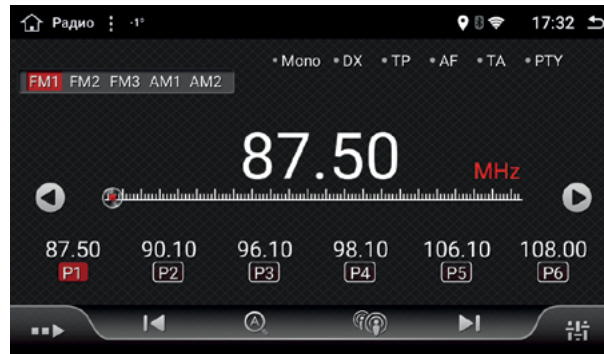 Радио -1° 17:32
Mono DX TP AF TA PTY
FM1 FM2 FM3 AM1 AM2
87.50 MHz
87.50 90.10 96.10 98.10 106.10 108.00
P1 P2 P3 P4 P5 P6
A